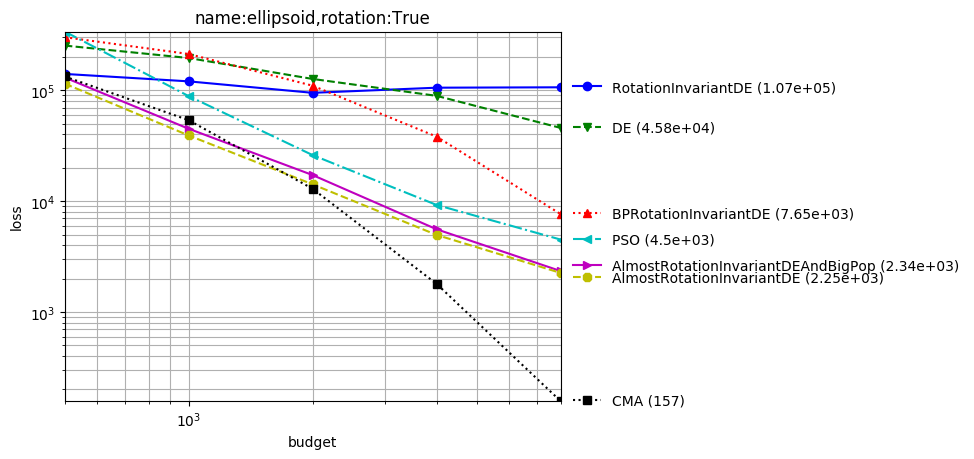 name:ellipsoid,rotation:True
10^5
10^4
10^3
loss
10^3
budget
RotationInvariantDE (1.07e+05)
DE (4.58e+04)
BPRotationInvariantDE (7.65e+03)
PSO (4.5e+03)
AlmostRotationInvariantDEAndBigPop (2.34e+03)
AlmostRotationInvariantDE (2.25e+03)
CMA (157)